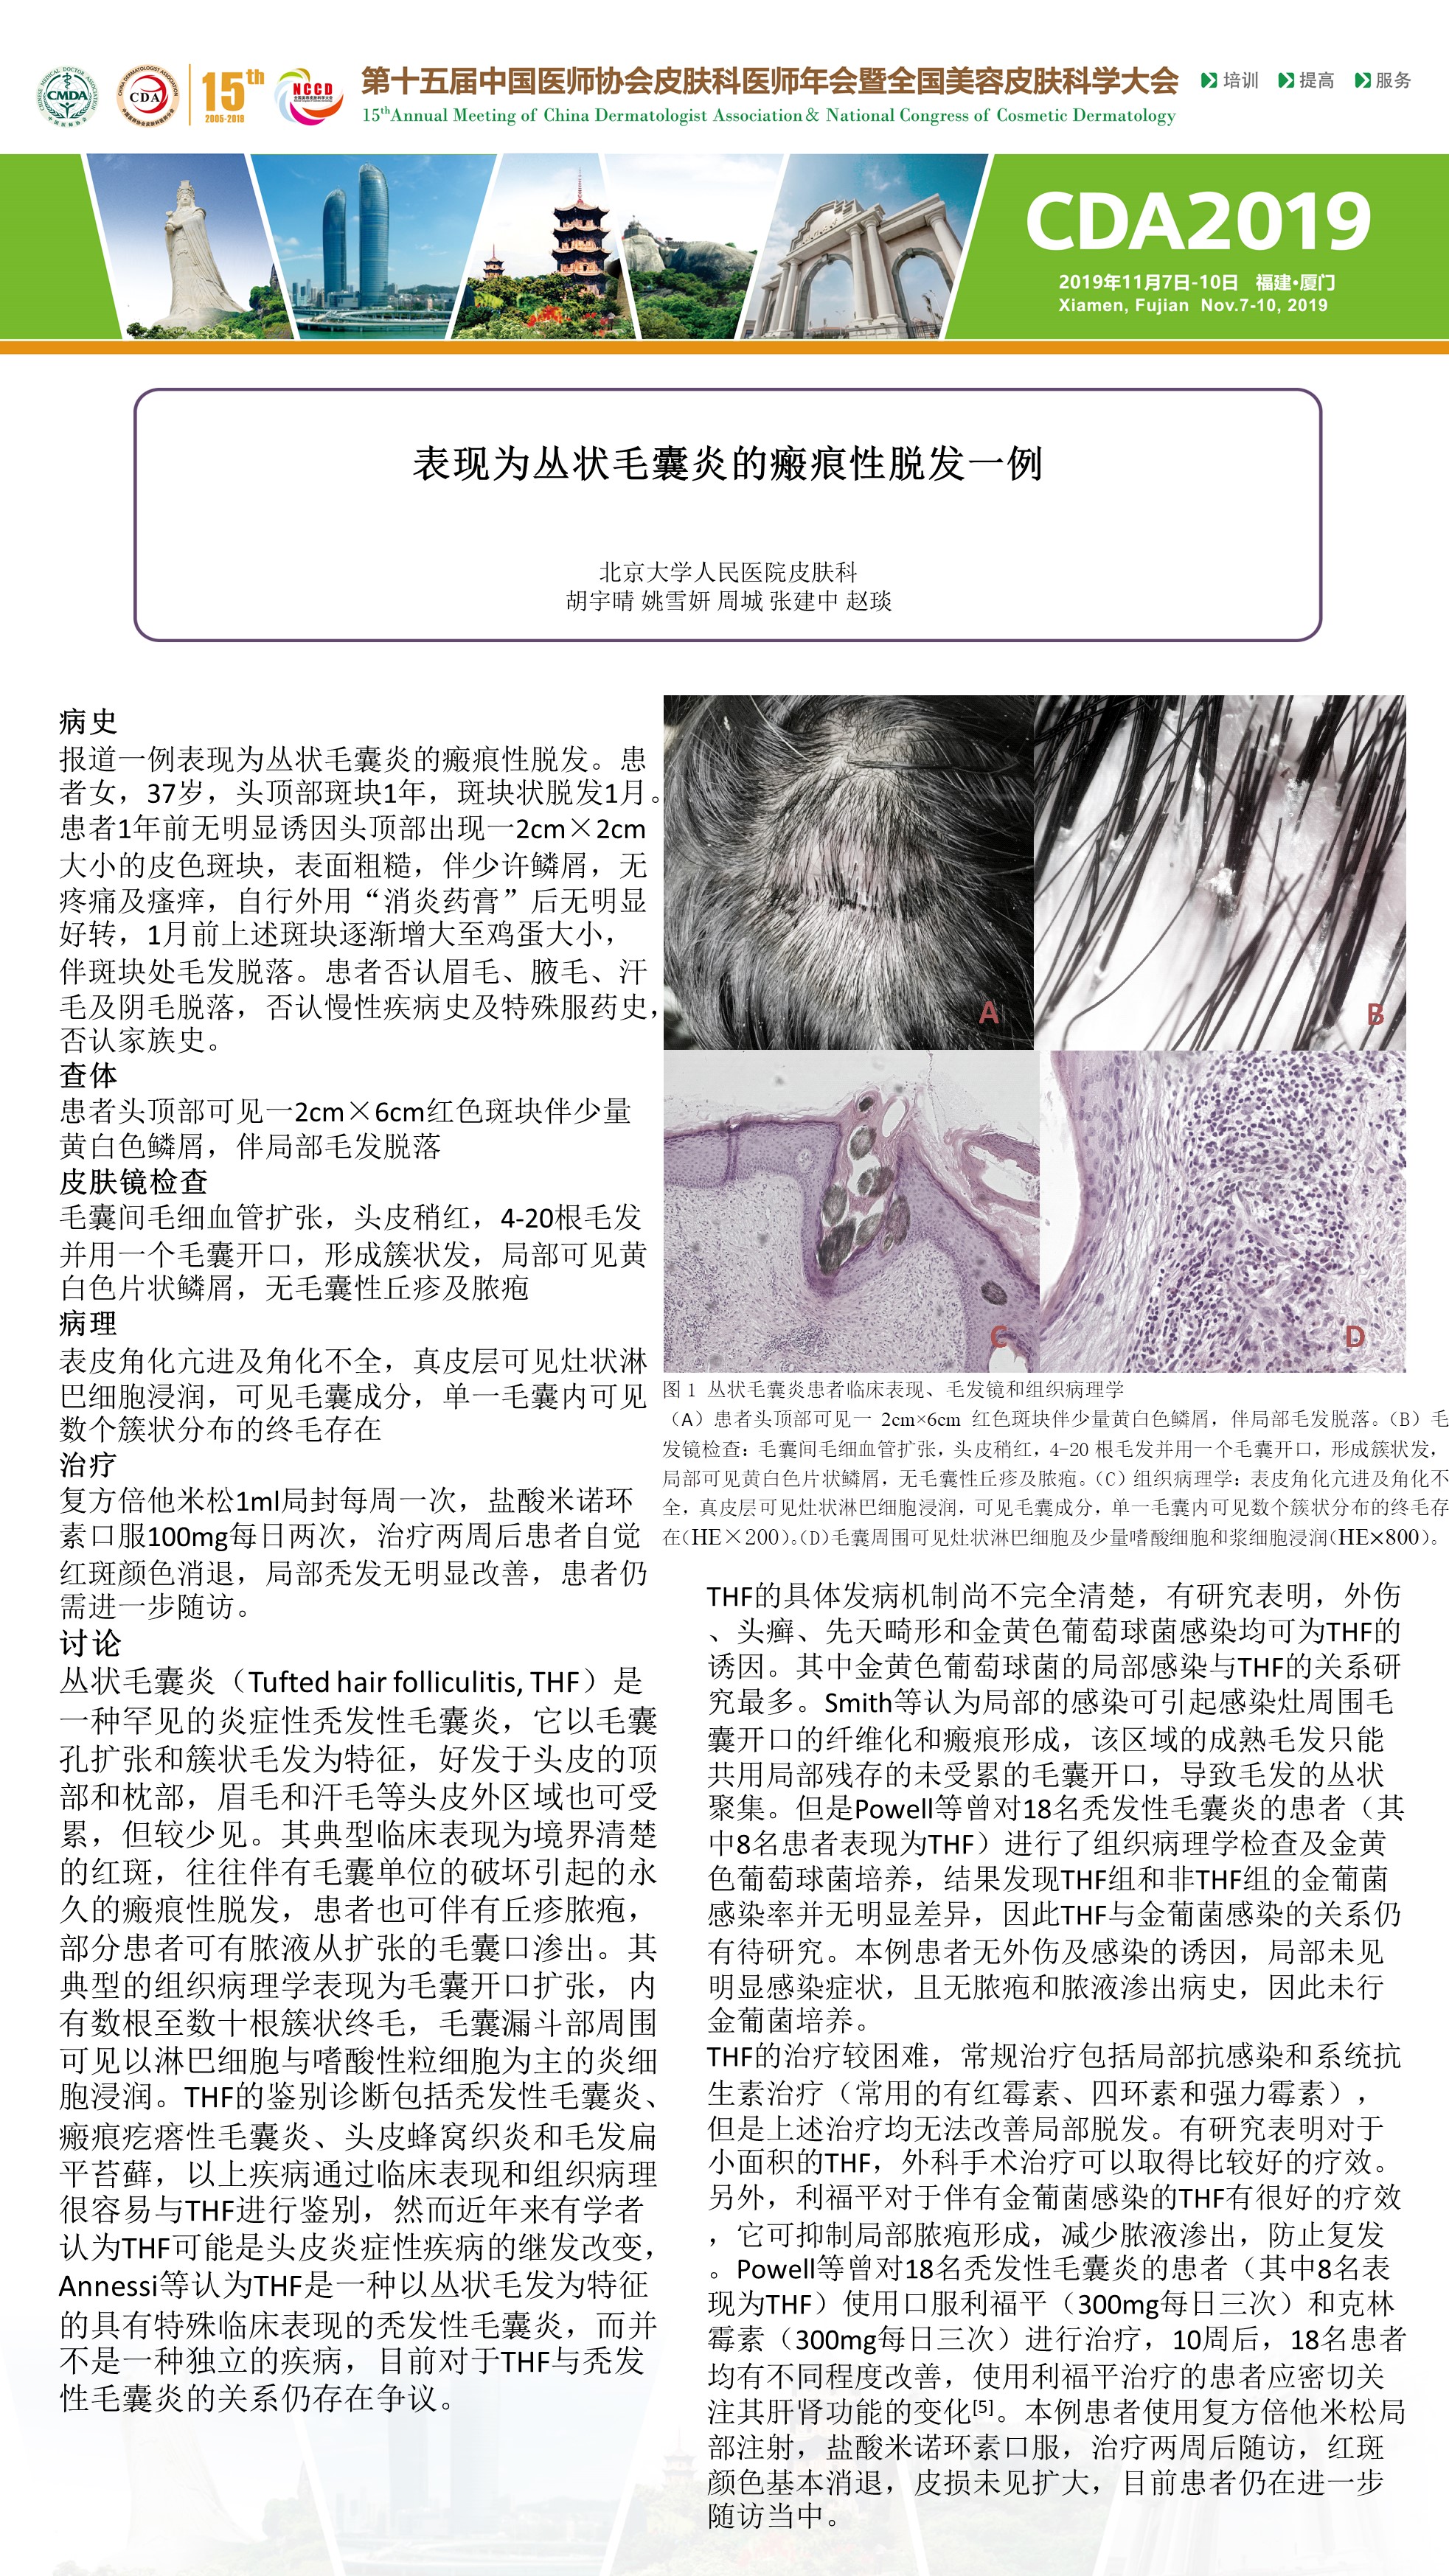 CHINESE MEDICAL DOCTOR ASSOCIATION
CMDA
中国医师协会
CHINA DERMATOLOGIST ASSOCIATION
CDA
15th
2005-2019
NCCD
第十五届中国医师协会皮肤科医师年会暨全国美容皮肤科学大会
15thAnnual Meeting of China Dermatologist Association& National Congress of Cosmetic Dermatology
培训 提高 服务
CDA2019
2019年11月7日-10日 福建•厦门
Xiamen, Fujian Nov.7-10, 2019
表现为丛状毛囊炎的瘢痕性脱发一例
北京大学人民医院皮肤科
胡宇晴 姚雪妍 周城 张建中 赵琰
病史
报道一例表现为丛状毛囊炎的瘢痕性脱发。患
者女，37岁，头顶部斑块1年，斑块状脱发1月。
患者1年前无明显诱因头顶部出现一2cm×2cm
大小的皮色斑块，表面粗糙，伴少许鳞屑，无
疼痛及瘙痒，自行外用“消炎药膏”后无明显
好转，1月前上述斑块逐渐增大至鸡蛋大小，
伴斑块处毛发脱落。患者否认眉毛、腋毛、汗
毛及阴毛脱落，否认慢性疾病史及特殊服药史，
否认家族史。
查体
患者头顶部可见一2cm×6cm红色斑块伴少量
黄白色鳞屑，伴局部毛发脱落
皮肤镜检查
毛囊间毛细血管扩张，头皮稍红，4-20根毛发
并用一个毛囊开口，形成簇状发，局部可见黄
白色片状鳞屑，无毛囊性丘疹及脓疱
病理
表皮角化亢进及角化不全，真皮层可见灶状淋
巴细胞浸润，可见毛囊成分，单一毛囊内可见
数个簇状分布的终毛存在
治疗
复方倍他米松1ml局封每周一次，盐酸米诺环
素口服100mg每日两次，治疗两周后患者自觉
红斑颜色消退，局部秃发无明显改善，患者仍
需进一步随访。
讨论
丛状毛囊炎（Tufted hair folliculitis, THF）是
一种罕见的炎症性秃发性毛囊炎，它以毛囊
孔扩张和簇状毛发为特征，好发于头皮的顶
部和枕部，眉毛和汗毛等头皮外区域也可受
累，但较少见。其典型临床表现为境界清楚
的红斑，往往伴有毛囊单位的破坏引起的永
久的瘢痕性脱发，患者也可伴有丘疹脓疱，
部分患者可有脓液从扩张的毛囊口渗出。其
典型的组织病理学表现为毛囊开口扩张，内
有数根至数十根簇状终毛，毛囊漏斗部周围
可见以淋巴细胞与嗜酸性粒细胞为主的炎细
胞浸润。THF的鉴别诊断包括秃发性毛囊炎、
瘢痕疙瘩性毛囊炎、头皮蜂窝织炎和毛发扁
平苔藓，以上疾病通过临床表现和组织病理
很容易与THF进行鉴别，然而近年来有学者
认为THF可能是头皮炎症性疾病的继发改变，
Annessi等认为THF是一种以丛状毛发为特征
的具有特殊临床表现的秃发性毛囊炎，而并
不是一种独立的疾病，目前对于THF与秃发
性毛囊炎的关系仍存在争议。
A
B
C
D
图 1 丛状毛囊炎患者临床表现、毛发镜和组织病理学
（A）患者头顶部可见一 2cm×6cm 红色斑块伴少量黄白色鳞屑，伴局部毛发脱落。（B）毛
发镜检查：毛囊间毛细血管扩张，头皮稍红，4-20 根毛发并用一个毛囊开口，形成簇状发，
局部可见黄白色片状鳞屑，无毛囊性丘疹及脓疱。（C）组织病理学：表皮角化亢进及角化不
全，真皮层可见灶状淋巴细胞浸润，可见毛囊成分，单一毛囊内可见数个簇状分布的终毛存
在（HE×200）。（D）毛囊周围可见灶状淋巴细胞及少量嗜酸细胞和浆细胞浸润（HE×800）。
THF的具体发病机制尚不完全清楚，有研究表明，外伤
、头癣、先天畸形和金黄色葡萄球菌感染均可为THF的
诱因。其中金黄色葡萄球菌的局部感染与THF的关系研
究最多。Smith等认为局部的感染可引起感染灶周围毛
囊开口的纤维化和瘢痕形成，该区域的成熟毛发只能
共用局部残存的未受累的毛囊开口，导致毛发的丛状
聚集。但是Powell等曾对18名秃发性毛囊炎的患者（其
中8名患者表现为THF）进行了组织病理学检查及金黄
色葡萄球菌培养，结果发现THF组和非THF组的金葡菌
感染率并无明显差异，因此THF与金葡菌感染的关系仍
有待研究。本例患者无外伤及感染的诱因，局部未见
明显感染症状，且无脓疱和脓液渗出病史，因此未行
金葡菌培养。
THF的治疗较困难，常规治疗包括局部抗感染和系统抗
生素治疗（常用的有红霉素、四环素和强力霉素），
但是上述治疗均无法改善局部脱发。有研究表明对于
小面积的THF，外科手术治疗可以取得比较好的疗效。
另外，利福平对于伴有金葡菌感染的THF有很好的疗效
，它可抑制局部脓疱形成，减少脓液渗出，防止复发
。Powell等曾对18名秃发性毛囊炎的患者（其中8名表
现为THF）使用口服利福平（300mg每日三次）和克林
霉素（300mg每日三次）进行治疗，10周后，18名患者
均有不同程度改善，使用利福平治疗的患者应密切关
注其肝肾功能的变化[5]。本例患者使用复方倍他米松局
部注射，盐酸米诺环素口服，治疗两周后随访，红斑
颜色基本消退，皮损未见扩大，目前患者仍在进一步
随访当中。